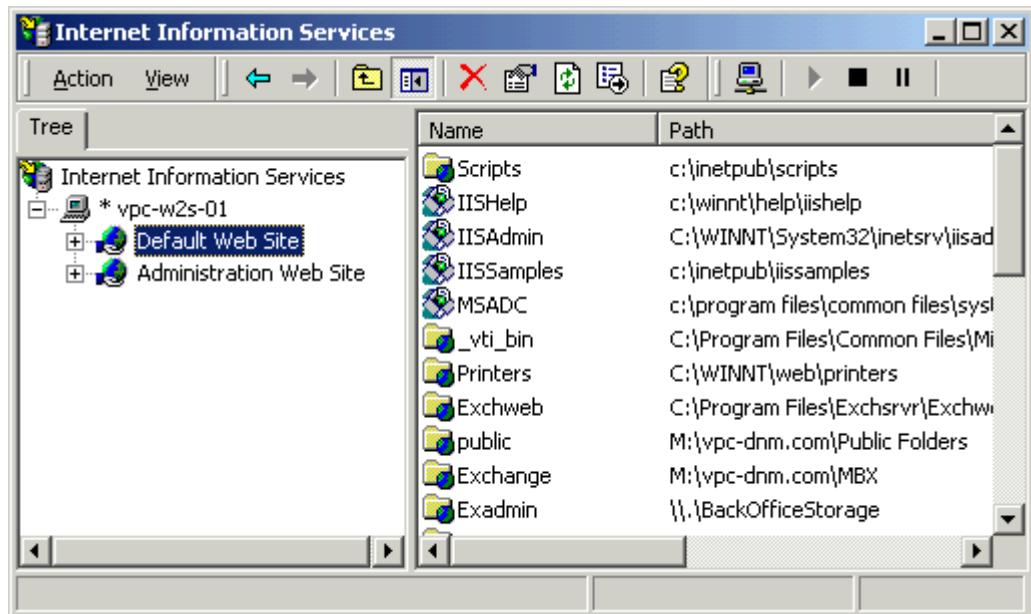 Internet Information Services
Action View
Tree
Name Path
Internet Information Services
* vpc-w2s-01
Default Web Site
Administration Web Site
Scripts c:\inetpub\scripts
IISHelp c:\winnt\help\iishelp
IISAdmin C:\WINNT\System32\inetsrv\iisad
IISSamples c:\inetpub\iissamples
MSADC c:\program files\common files\sys
_vti_bin C:\Program Files\Common Files\Mi
Printers C:\WINNT\web\printers
Exchweb C:\Program Files\Exchsrvr\Exchw
public M:\vpc-dnm.com\Public Folders
Exchange M:\vpc-dnm.com\MBX
Exadmin \\.\BackOfficeStorage